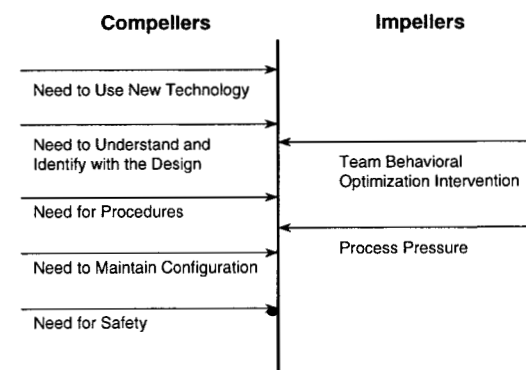 Compellers
Impellers
Need to Use New Technology
Need to Understand and
Identify with the Design
Team Behavioral
Optimization Intervention
Need for Procedures
Process Pressure
Need to Maintain Configuration
Need for Safety